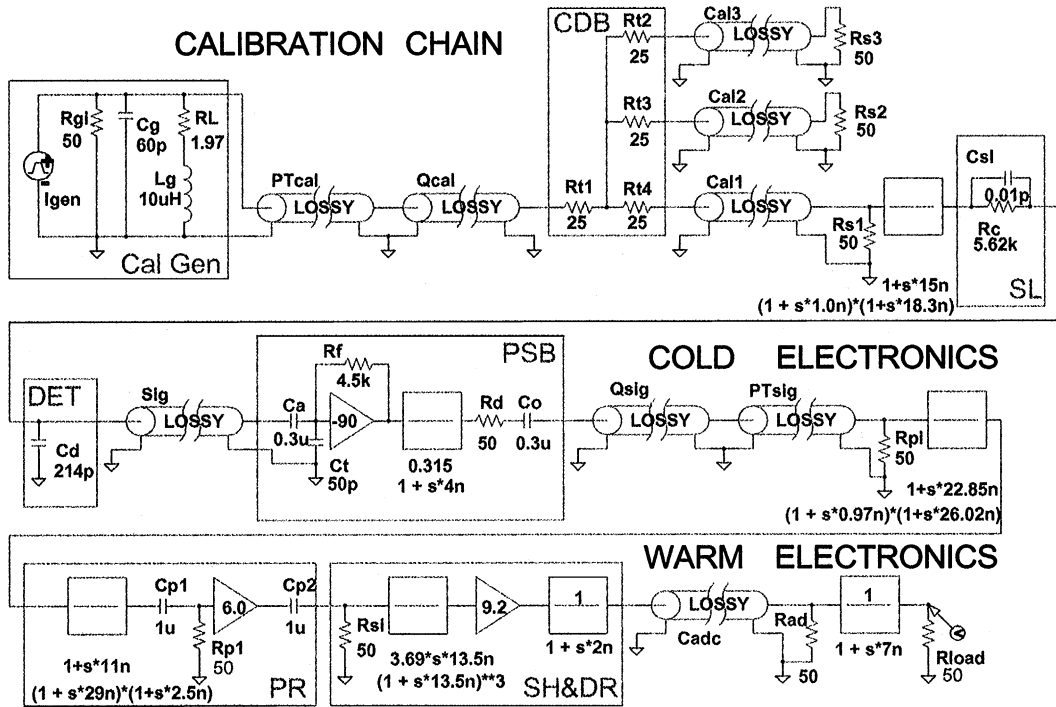 CALIBRATION CHAIN
CDB
Rt2
25
Cal3
LOSSY
Rs3
50
Rgi
50
Cg
60p
RL
1.97
Igen
Lg
10uH
Cal Gen
PTcal
LOSSY
Qcal
LOSSY
Rt3
25
Cal2
LOSSY
Rs2
50
Rt1
25
Rt4
25
Cal1
LOSSY
Rs1
50
Csl
0.01p
Rc
5.62k
SL
1+s*15n
(1 + s*1.0n)*(1+s*18.3n)
COLD ELECTRONICS
DET
Cd
214p
Sig
LOSSY
PSB
Rf
4.5k
Ca
0.3u
-90
Ct
50p
0.315
1 + s*4n
Rd
50
Co
0.3u
Qsig
LOSSY
PTsig
LOSSY
Rpi
50
1+s*22.85n
(1 + s*0.97n)*(1+s*26.02n)
WARM ELECTRONICS
1+s*11n
(1 + s*29n)*(1+s*2.5n)
Cp1
1u
Rp1
50
6.0
Cp2
1u
PR
Rsi
50
3.69*s*13.5n
(1 + s*13.5n)**3
9.2
1
1 + s*2n
SH&DR
LOSSY
Cadc
Rad
50
1
1 + s*7n
V
Rload
50